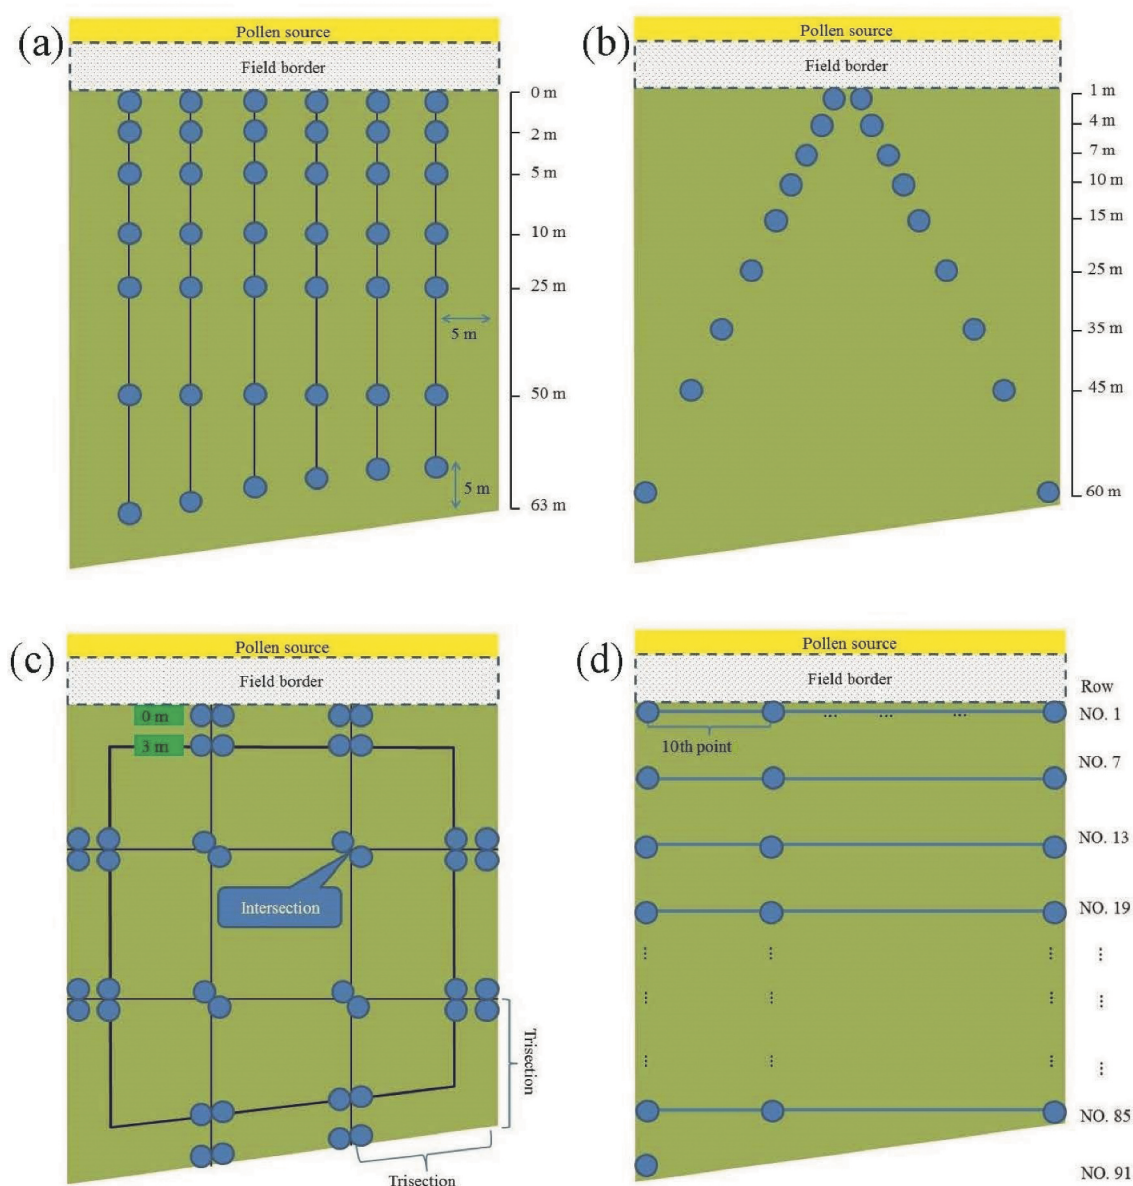 (a)
Pollen source
Field border
0 m
2 m
5 m
10 m
25 m
5 m
50 m
5 m
63 m
(b)
Pollen source
Field border
1 m
4 m
7 m
10 m
15 m
25 m
35 m
45 m
60 m
(c)
Pollen source
Field border
0 m
3 m
Intersection
Trisection
Trisection
(d)
Pollen source
Field border
Row
NO. 1
... ... ...
10th point
NO. 7
NO. 13
NO. 19
NO. 85
NO. 91